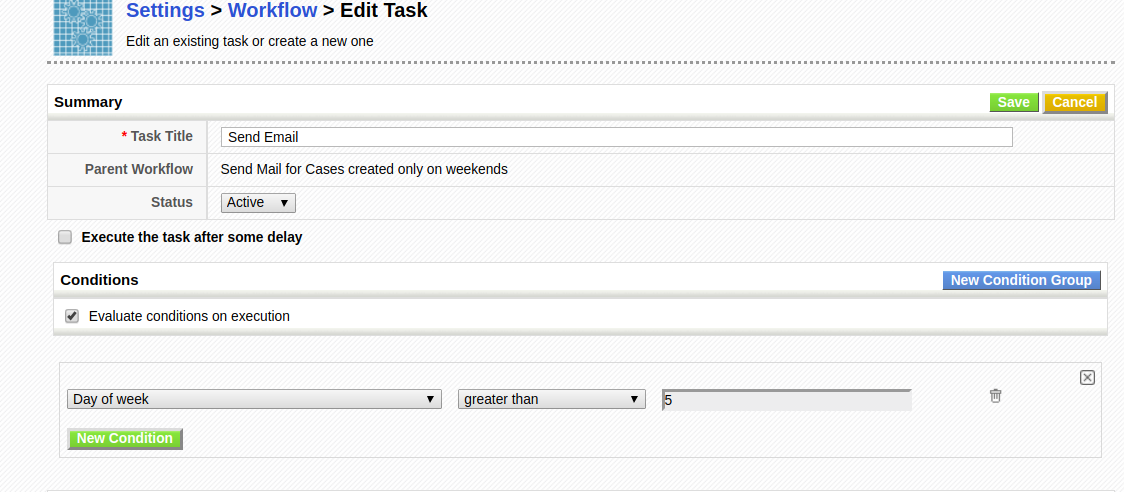 Settings > Workflow > Edit Task
Edit an existing task or create a new one
Summary
Save
Cancel
* Task Title
Send Email
Parent Workflow
Send Mail for Cases created only on weekends
Status
Active
Execute the task after some delay
Conditions
New Condition Group
Evaluate conditions on execution
Day of week
greater than
5
New Condition